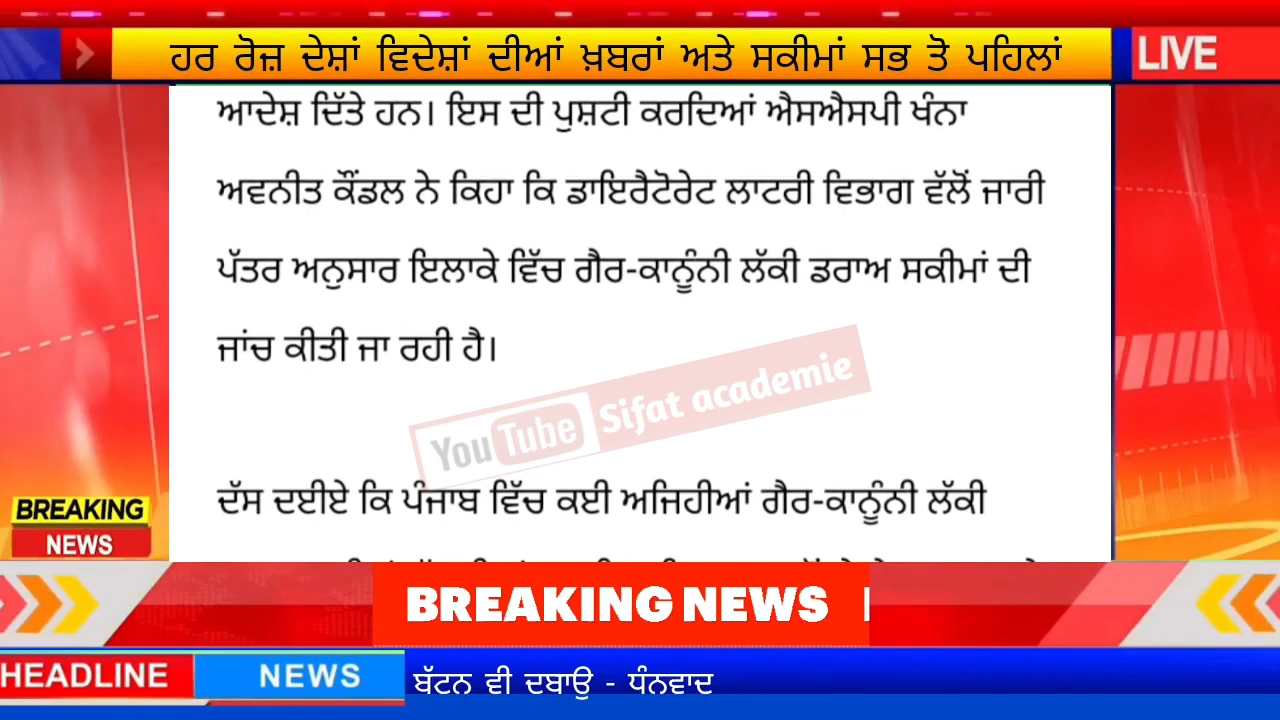 ਹਰ ਰੋਜ਼ ਦੇਸ਼ਾਂ ਵਿਦੇਸ਼ਾਂ ਦੀਆਂ ਖ਼ਬਰਾਂ ਅਤੇ ਸਕੀਮਾਂ ਸਭ ਤੋ ਪਹਿਲਾਂ
LIVE
ਆਦੇਸ਼ ਦਿੱਤੇ ਹਨ। ਇਸ ਦੀ ਪੁਸ਼ਟੀ ਕਰਦਿਆਂ ਐਸਐਸਪੀ ਖੰਨਾ
ਅਵਨੀਤ ਕੌਂਡਲ ਨੇ ਕਿਹਾ ਕਿ ਡਾਇਰੈਟੋਰੇਟ ਲਾਟਰੀ ਵਿਭਾਗ ਵੱਲੋਂ ਜਾਰੀ
ਪੱਤਰ ਅਨੁਸਾਰ ਇਲਾਕੇ ਵਿੱਚ ਗੈਰ-ਕਾਨੂੰਨੀ ਲੱਕੀ ਡਰਾਅ ਸਕੀਮਾਂ ਦੀ
ਜਾਂਚ ਕੀਤੀ ਜਾ ਰਹੀ ਹੈ।
YouTube Sifat academie
ਦੱਸ ਦਈਏ ਕਿ ਪੰਜਾਬ ਵਿੱਚ ਕਈ ਅਜਿਹੀਆਂ ਗੈਰ-ਕਾਨੂੰਨੀ ਲੱਕੀ
BREAKING
NEWS
BREAKING NEWS
HEADLINE NEWS
ਬੱਟਨ ਵੀ ਦਬਾਉ - ਧੰਨਵਾਦ